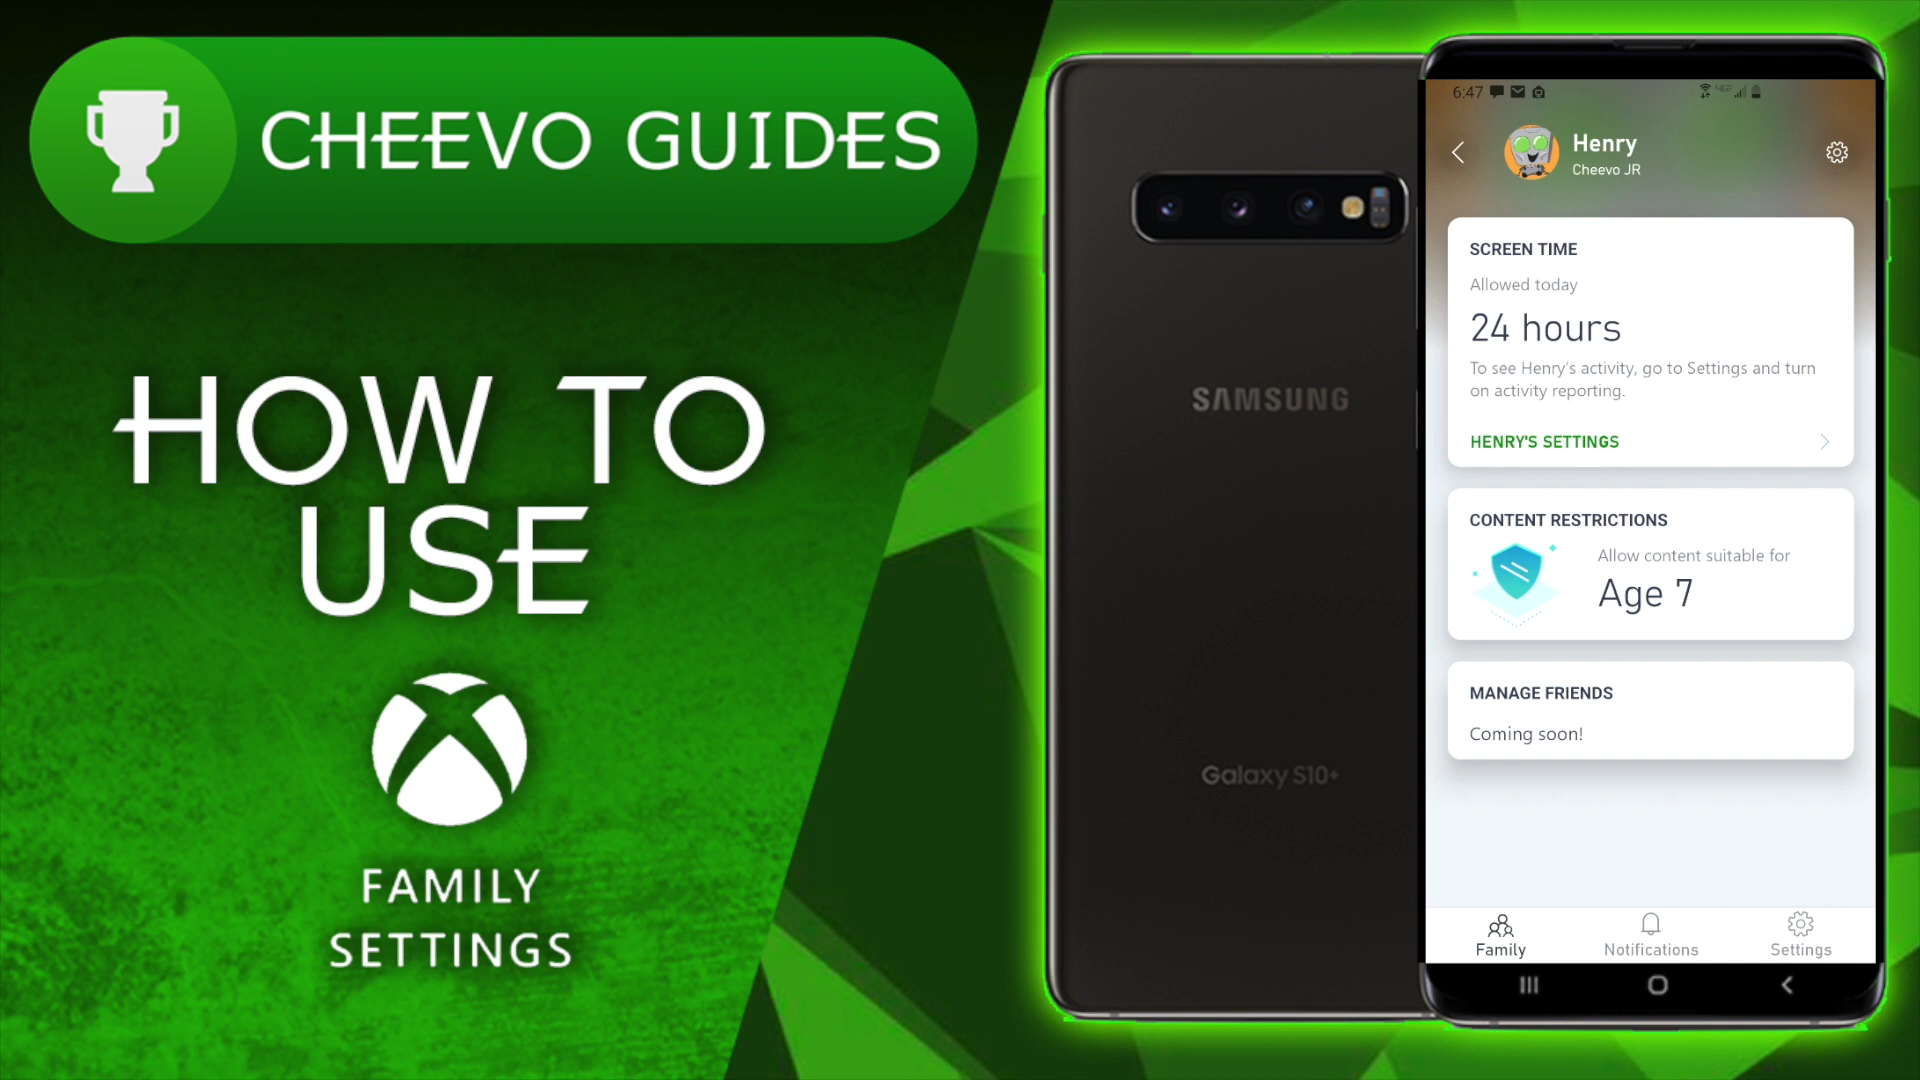 CHEEVO GUIDES
HOW TO
USE
FAMILY
SETTINGS
SAMSUNG
Galaxy S10+
6:47
Henry
Cheevo JR
SCREEN TIME
Allowed today
24 hours
To see Henry's activity, go to Settings and turn
on activity reporting.
HENRY'S SETTINGS
CONTENT RESTRICTIONS
Allow content suitable for
Age 7
MANAGE FRIENDS
Coming soon!
Family
Notifications
Settings